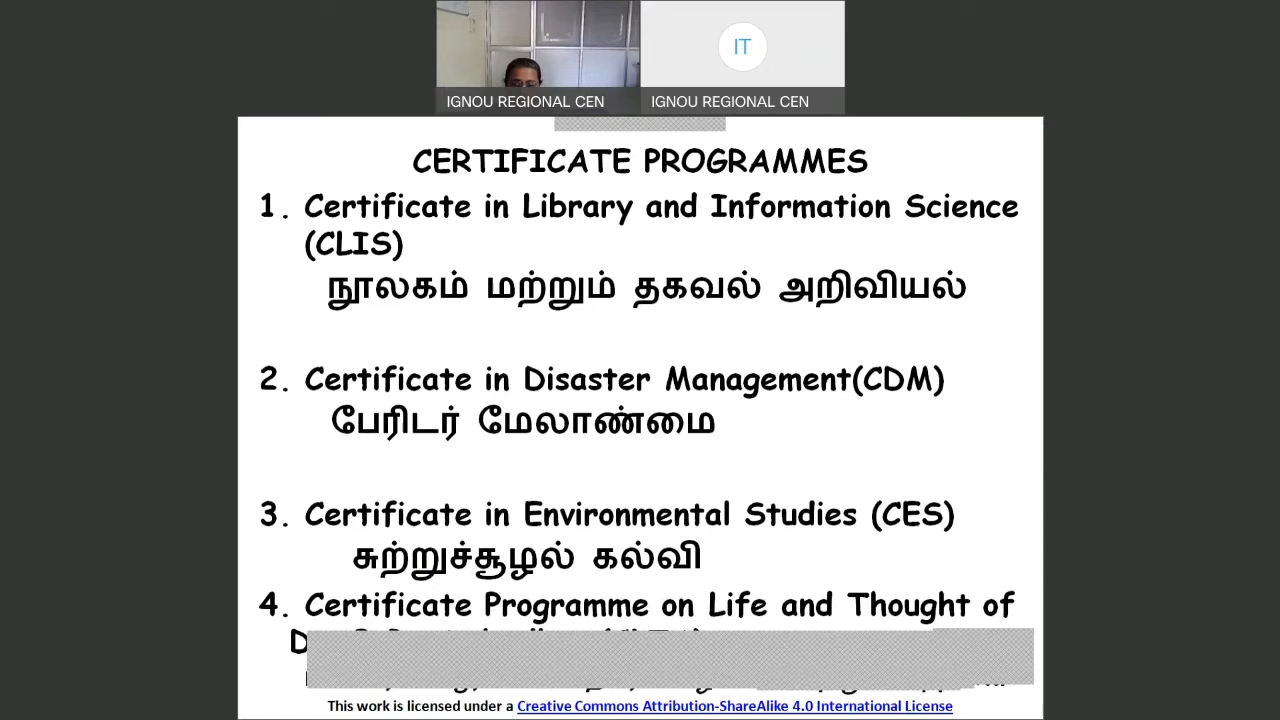 IT
IGNOU REGIONAL CEN
IGNOU REGIONAL CEN
CERTIFICATE PROGRAMMES
1. Certificate in Library and Information Science
(CLIS)
நூலகம் மற்றும் தகவல் அறிவியல்
2. Certificate in Disaster Management(CDM)
பேரிடர் மேலாண்மை
3. Certificate in Environmental Studies (CES)
சுற்றுச்சூழல் கல்வி
4. Certificate Programme on Life and Thought of
This work is licensed under a Creative Commons Attribution-ShareAlike 4.0 International License